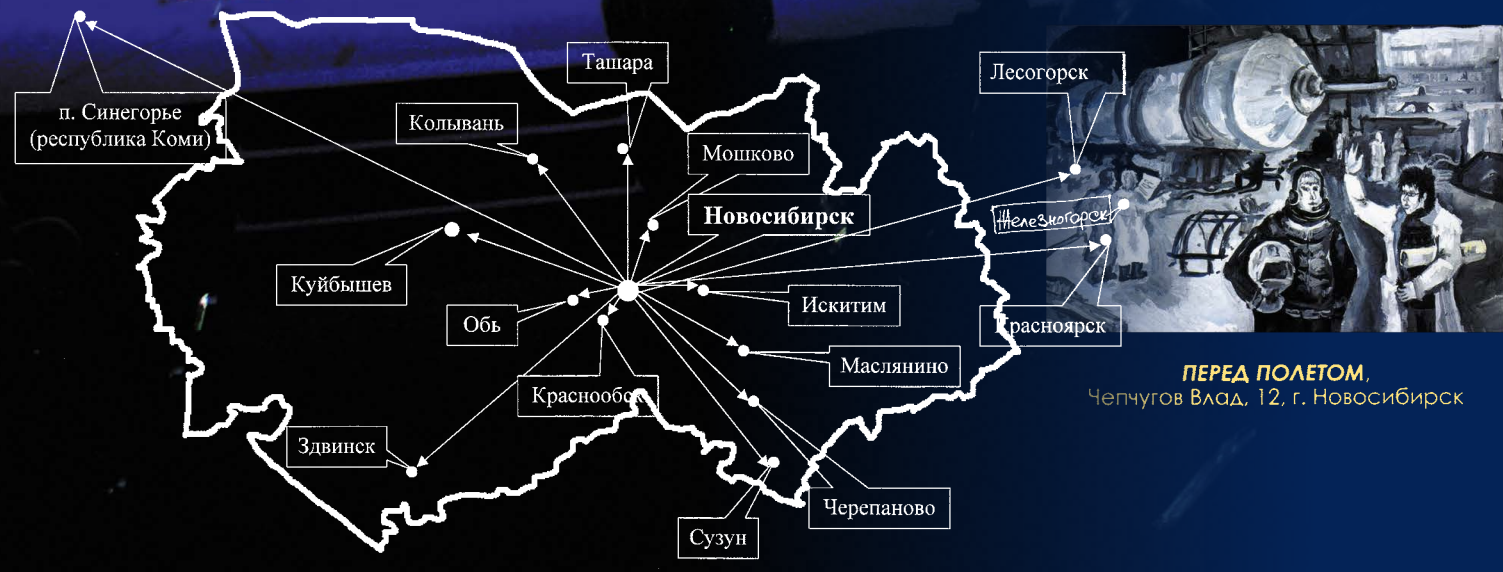 Ташара
Лесогорск
п. Синегорье
(республика Коми)
Колывань
Мошково
Новосибирск
Железногорск
Куйбышев
Искитим
Обь
Красноярск
Маслянино
Краснообск
ПЕРЕД ПОЛЕТОМ,
Чепчугов Влад, 12, г. Новосибирск
Здвинск
Черепаново
Сузун